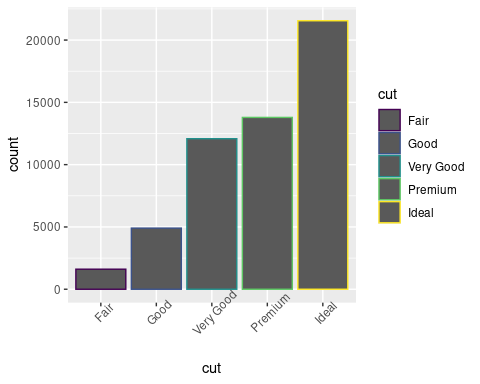 20000
15000
10000
5000
0
count
Fair
Good
Very Good
Premium
Ideal
cut
cut
Fair
Good
Very Good
Premium
Ideal